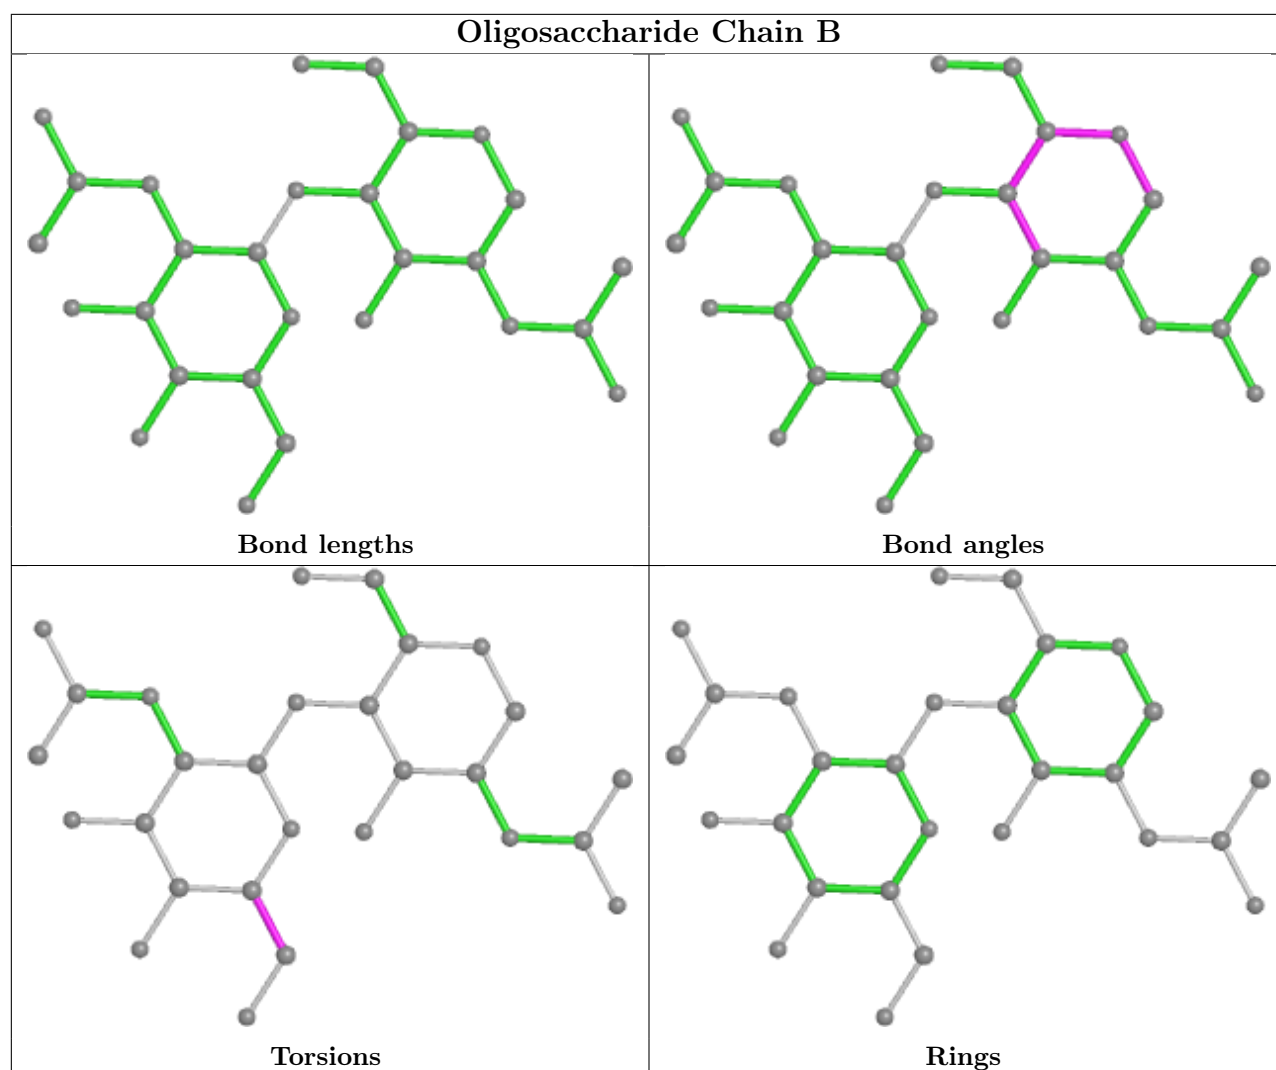 Oligosaccharide Chain B
Bond lengths
Bond angles
Torsions
Rings